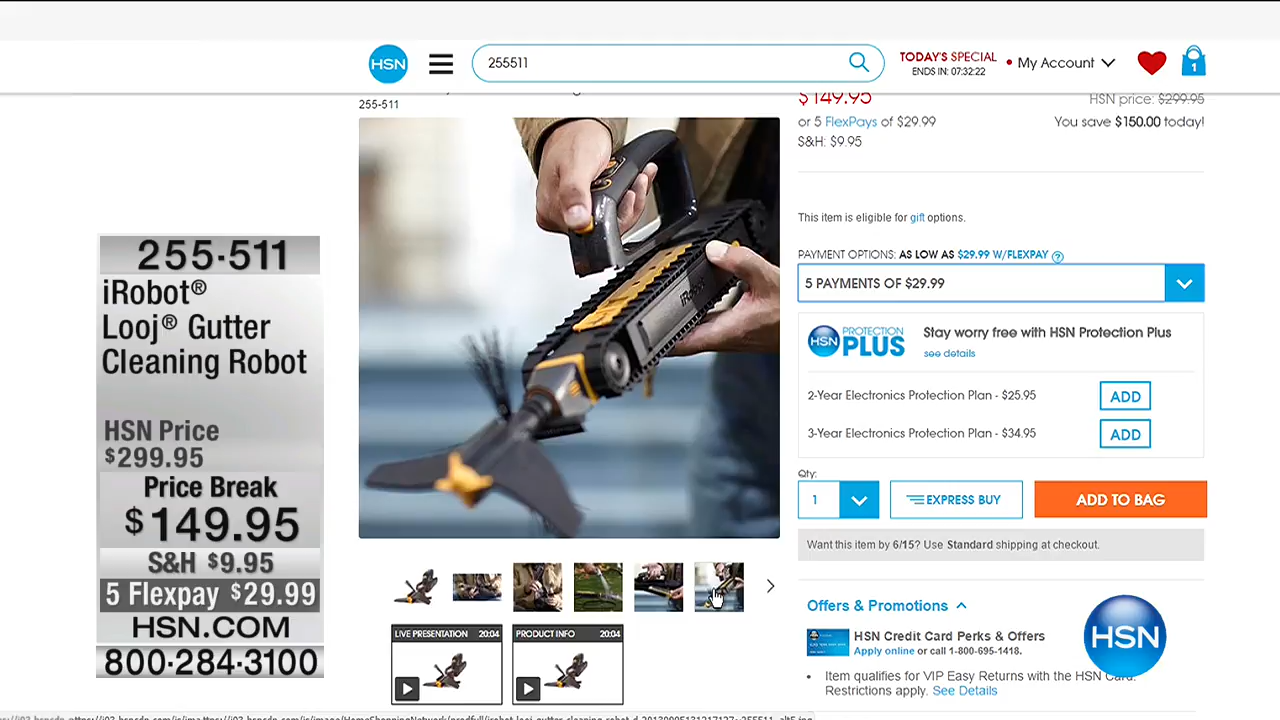 HSN
255511
TODAY'S SPECIAL
ENDS IN: 07:32:22
My Account
1
255-511
$149.95
HSN price: $299.95
or 5 FlexPays of $29.99
You save $150.00 today!
S&H: $9.95
This item is eligible for gift options.
PAYMENT OPTIONS: AS LOW AS $29.99 W/FLEXPAY ?
5 PAYMENTS OF $29.99
HSN PROTECTION PLUS
Stay worry free with HSN Protection Plus
see details
2-Year Electronics Protection Plan - $25.95
ADD
3-Year Electronics Protection Plan - $34.95
ADD
Qty:
1
EXPRESS BUY
ADD TO BAG
Want this item by 6/15? Use Standard shipping at checkout.
Offers & Promotions
HSN Credit Card Perks & Offers
Apply online or call 1-800-695-1418.
Item qualifies for VIP Easy Returns with the HSN Card.
Restrictions apply. See Details
HSN
255-511
iRobot®
Looj® Gutter
Cleaning Robot
HSN Price
$299.95
Price Break
$149.95
S&H $9.95
5 Flexpay $29.99
HSN.COM
800-284-3100
iRobot
LIVE PRESENTATION 20:04
PRODUCT INFO 20:04